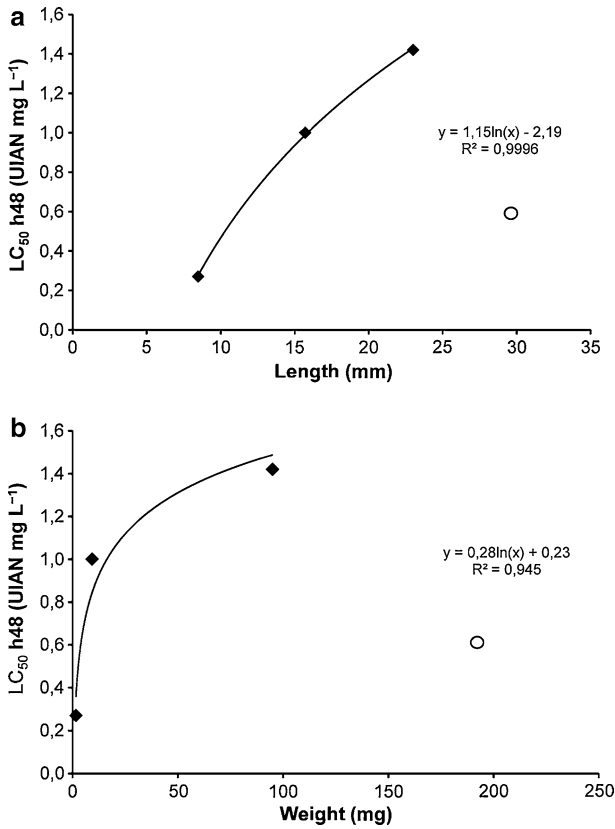 a
LC₅₀ h48 (UIAN mg L⁻¹)
1,6
1,4
1,2
1,0
0,8
0,6
0,4
0,2
0,0
y = 1,15ln(x) - 2,19
R² = 0,9996
0 5 10 15 20 25 30 35
Length (mm)
b
LC₅₀ h48 (UIAN mg L⁻¹)
1,6
1,4
1,2
1,0
0,8
0,6
0,4
0,2
0,0
y = 0,28ln(x) + 0,23
R² = 0,945
0 50 100 150 200 250
Weight (mg)